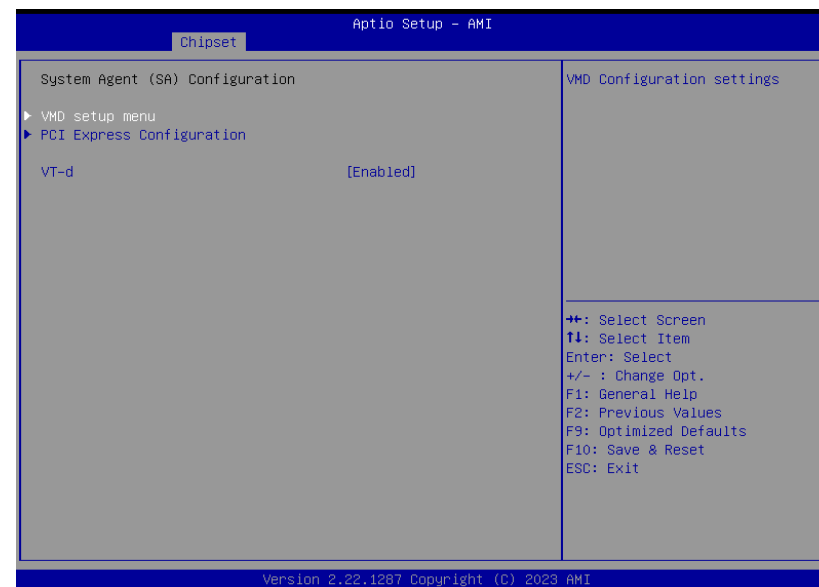 Aptio Setup – AMI
Chipset
System Agent (SA) Configuration
VMD setup menu
PCI Express Configuration
VT-d [Enabled]
VMD Configuration settings
→←: Select Screen
↑↓: Select Item
Enter: Select
+/- : Change Opt.
F1: General Help
F2: Previous Values
F9: Optimized Defaults
F10: Save & Reset
ESC: Exit
Version 2.22.1287 Copyright (C) 2023 AMI